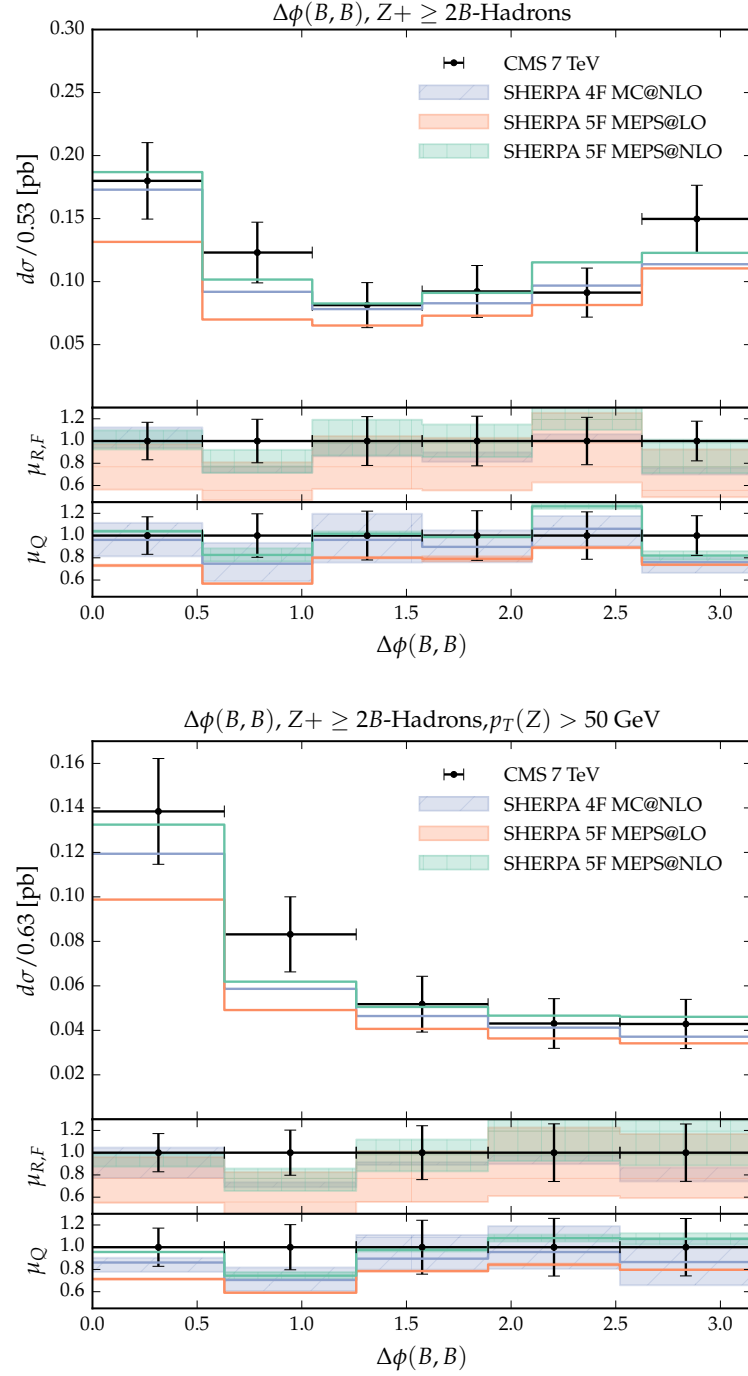 Δϕ(B, B), Z+ ≥ 2B-Hadrons
0.30
0.25
0.20
0.15
0.10
0.05
dσ/0.53 [pb]
CMS 7 TeV
SHERPA 4F MC@NLO
SHERPA 5F MEPS@LO
SHERPA 5F MEPS@NLO
1.2
1.0
0.8
0.6
μR,F
1.2
1.0
0.8
0.6
μQ
0.0 0.5 1.0 1.5 2.0 2.5 3.0
Δϕ(B, B)
Δϕ(B, B), Z+ ≥ 2B-Hadrons,pT(Z) > 50 GeV
0.16
0.14
0.12
0.10
0.08
0.06
0.04
0.02
dσ/0.63 [pb]
CMS 7 TeV
SHERPA 4F MC@NLO
SHERPA 5F MEPS@LO
SHERPA 5F MEPS@NLO
1.2
1.0
0.8
0.6
μR,F
1.2
1.0
0.8
0.6
μQ
0.0 0.5 1.0 1.5 2.0 2.5 3.0
Δϕ(B, B)